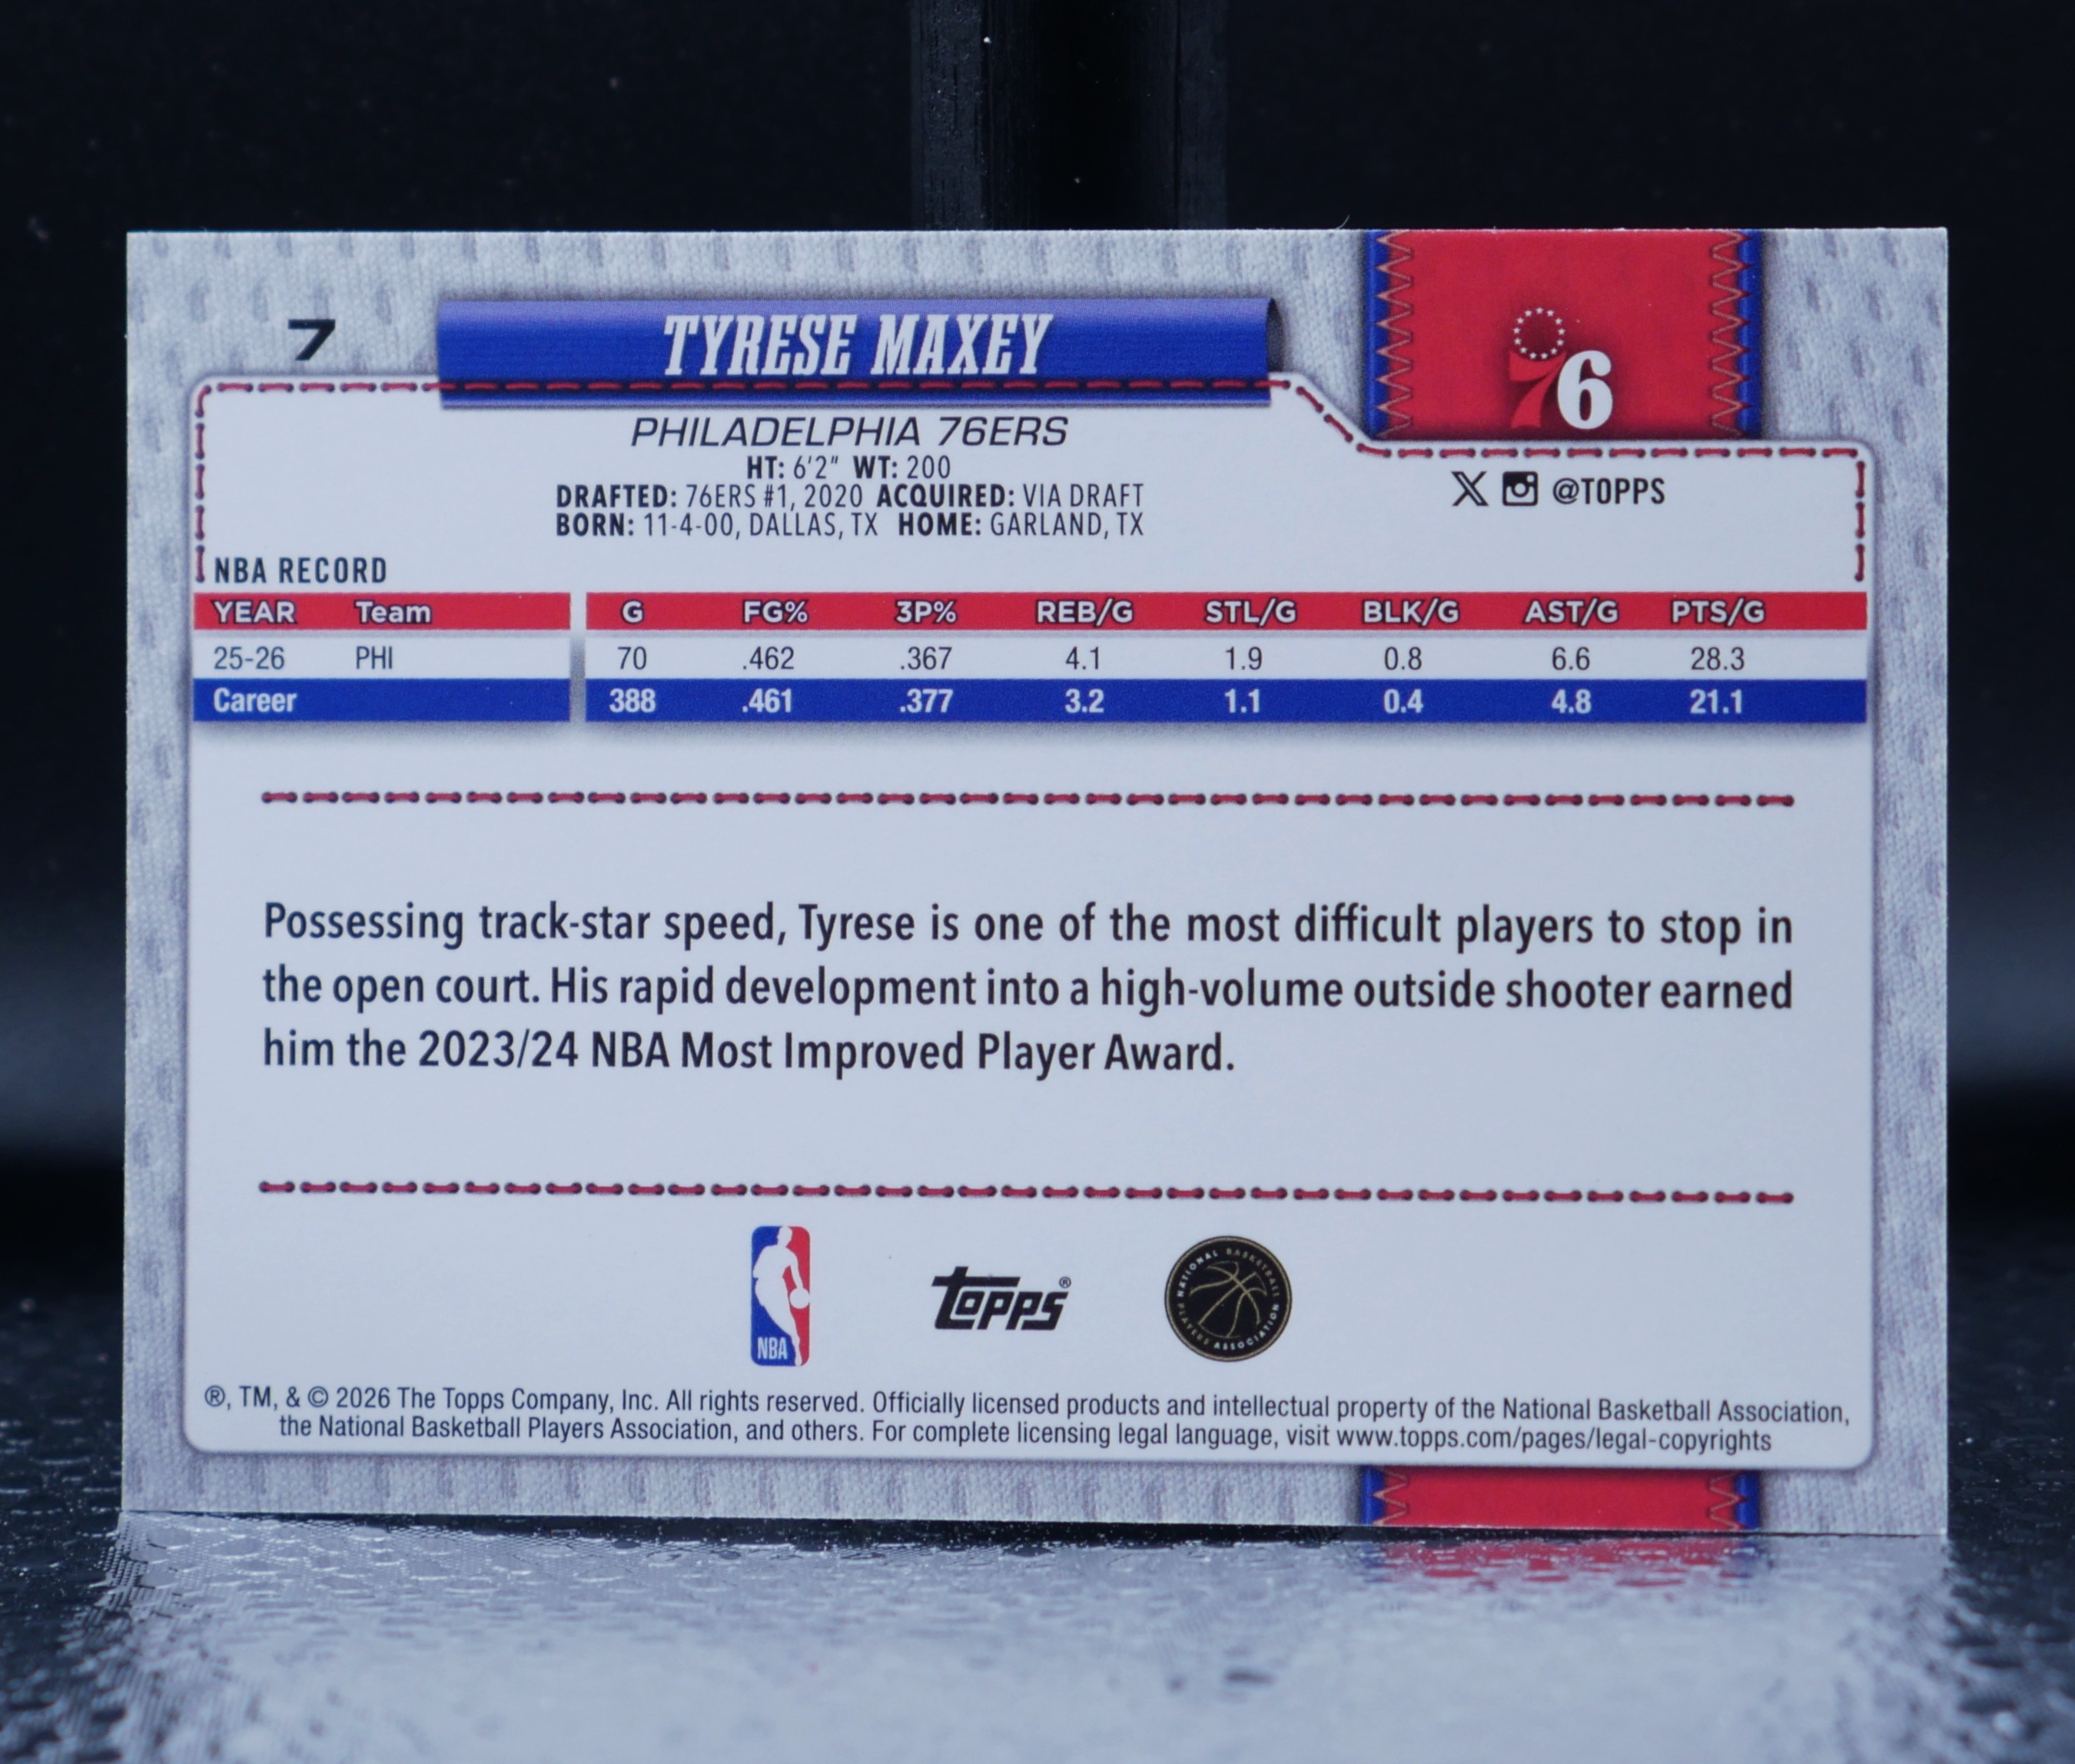 7
TYRESE MAXEY
76
PHILADELPHIA 76ERS
HT: 6'2" WT: 200
DRAFTED: 76ERS #1, 2020 ACQUIRED: VIA DRAFT
BORN: 11-4-00, DALLAS, TX HOME: GARLAND, TX
@TOPPS
NBA RECORD
YEAR Team G FG% 3P% REB/G STL/G BLK/G AST/G PTS/G
25-26 PHI 70 .462 .367 4.1 1.9 0.8 6.6 28.3
Career 388 .461 .377 3.2 1.1 0.4 4.8 21.1
Possessing track-star speed, Tyrese is one of the most difficult players to stop in
the open court. His rapid development into a high-volume outside shooter earned
him the 2023/24 NBA Most Improved Player Award.
NBA
topps®
NATIONAL BASKETBALL PLAYERS ASSOCIATION
®, TM, & © 2026 The Topps Company, Inc. All rights reserved. Officially licensed products and intellectual property of the National Basketball Association,
the National Basketball Players Association, and others. For complete licensing legal language, visit www.topps.com/pages/legal-copyrights